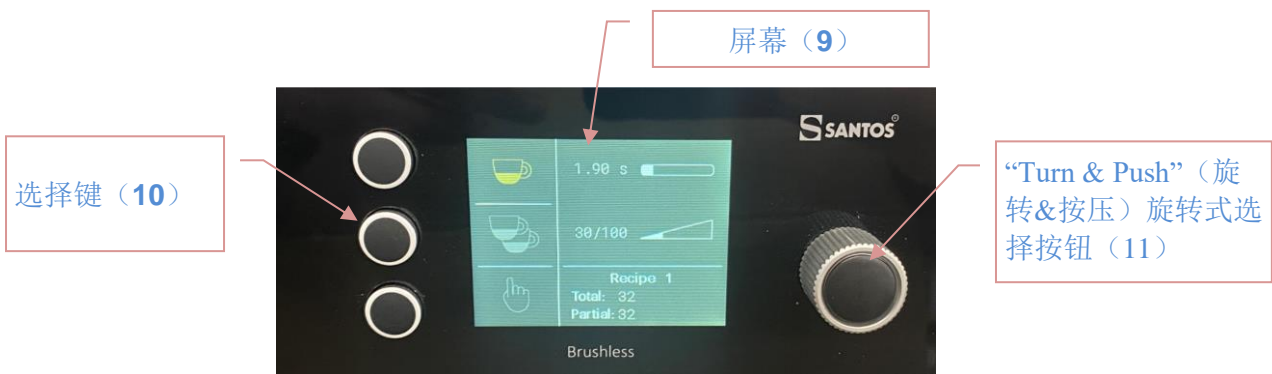 屏幕（9）
选择键（10）
SANTOS®
1.90 s
30/100
Recipe 1
Total: 32
Partial: 32
Brushless
“Turn & Push”（旋
转&按压）旋转式选
择按钮（11）